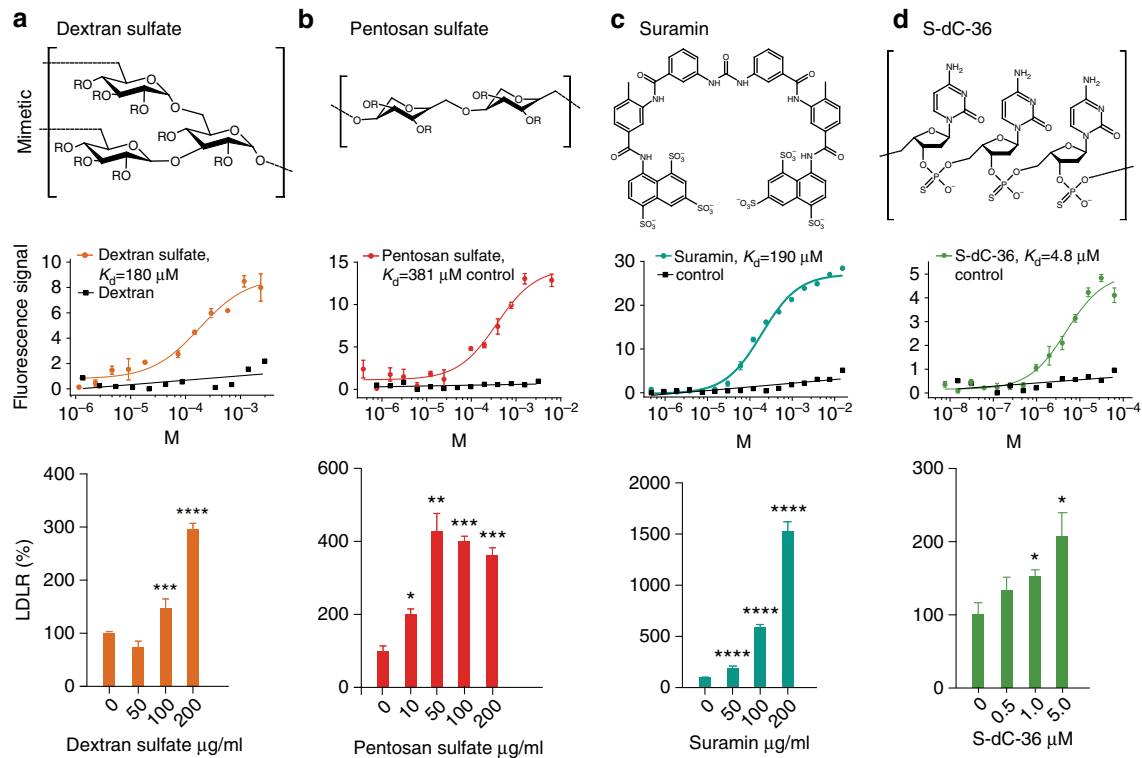 a Dextran sulfate
b Pentosan sulfate
c Suramin
d S-dC-36
Mimetic
RO
RO
RO
O
O
O
RO
RO
RO
O
O
RO
RO
O
O
RO
OR
O
O
RO
OR
O
O
O
NH
NH
O
NH
HN
O
O
NH
HN
O
SO3−
SO3−
SO3−
SO3−
−O3S
SO3−
NH2
NH2
NH2
N
N
N
N
O
N
O
N
O
O
O
O
O
O
O
O
P
S
O−
O
O
P
S
O−
O
O
P
S
O−
Fluorescence signal
10
8
6
4
2
0
Dextran sulfate,
Kd=180 μM
Dextran
10−6
10−5
10−4
10−3
M
15
10
5
0
Pentosan sulfate,
Kd=381 μM control
10−6
10−5
10−4
10−3
10−2
M
30
20
10
0
Suramin, Kd=190 μM
control
10−6
10−5
10−4
10−3
10−2
M
5
4
3
2
1
0
S-dC-36, Kd=4.8 μM
control
10−8
10−7
10−6
10−5
10−4
M
LDLR (%)
400
300
200
100
0
***
****
0
50
100
200
Dextran sulfate μg/ml
600
400
200
0
*
**
***
***
0
10
50
100
200
Pentosan sulfate μg/ml
2000
1500
1000
500
0
****
****
****
0
50
100
200
Suramin μg/ml
300
200
100
0
*
*
0
0.5
1.0
5.0
S-dC-36 μM